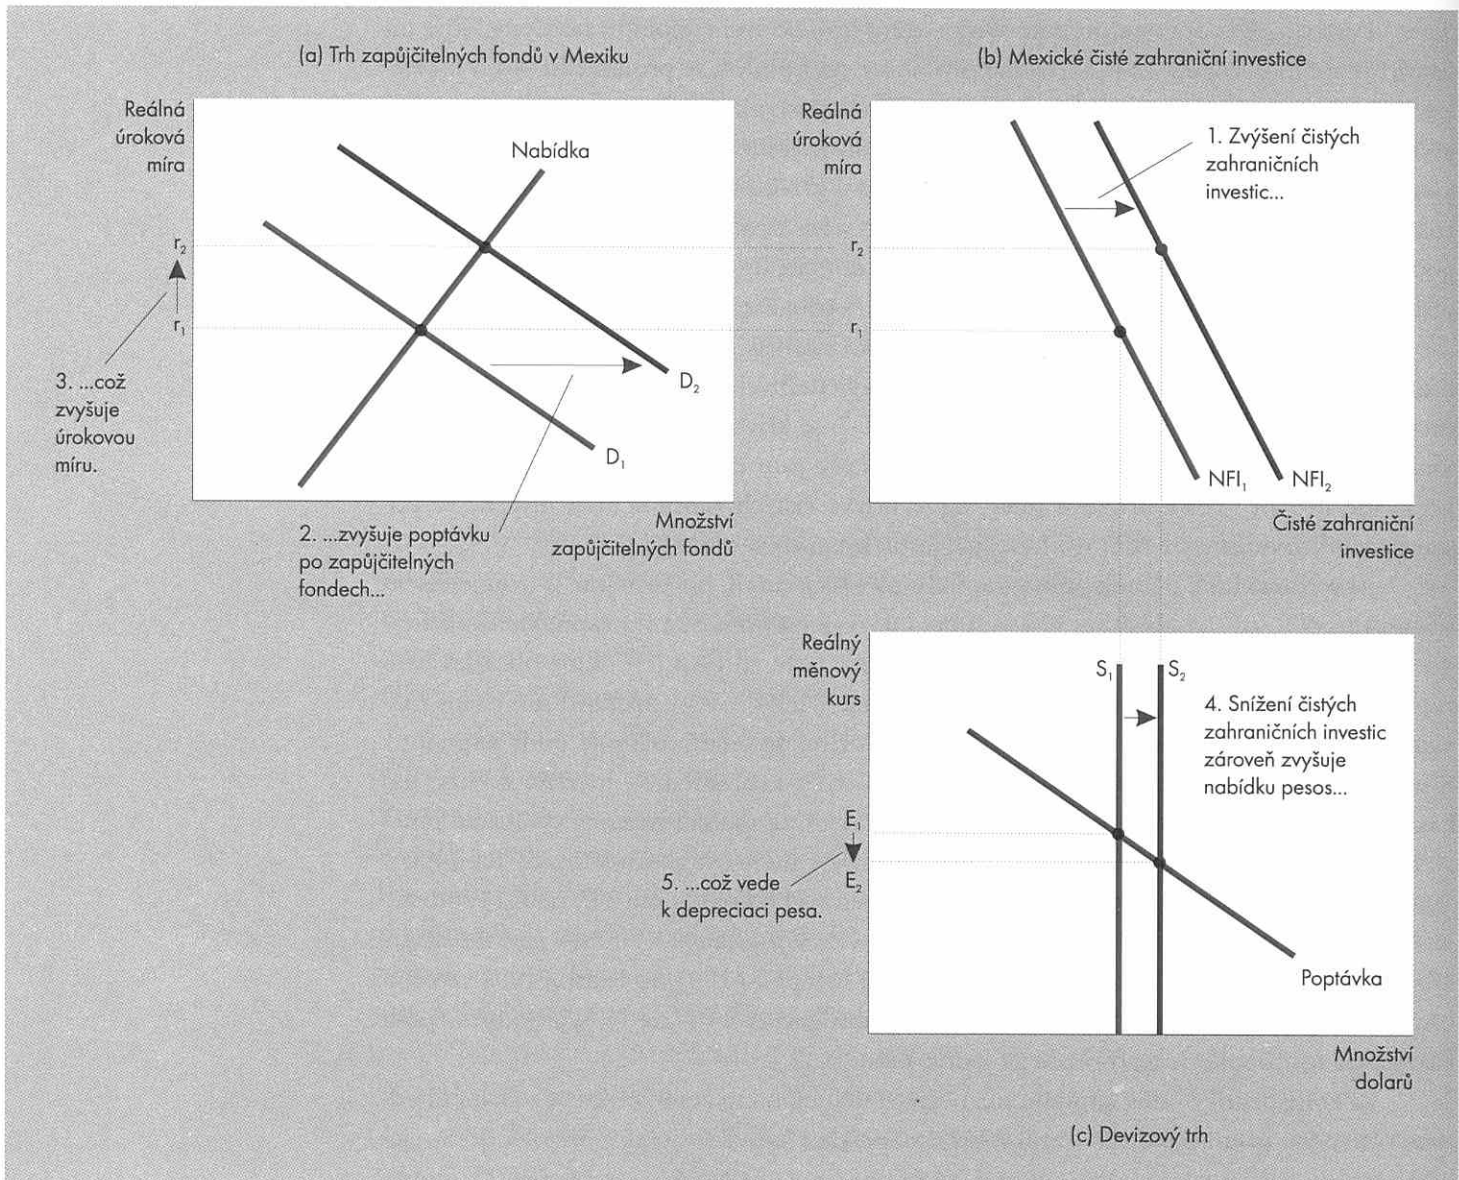 (a) Trh zapůjčitelných fondů v Mexiku
Reálná
úroková
míra
Nabídka
r₂
r₁
3. ...což
zvyšuje
úrokovou
míru.
D₂
D₁
2. ...zvyšuje poptávku
po zapůjčitelných
fondech...
Množství
zapůjčitelných fondů
(b) Mexické čisté zahraniční investice
Reálná
úroková
míra
1. Zvýšení čistých
zahraničních
investic...
r₂
r₁
NFI₁
NFI₂
Čisté zahraniční
investice
Reálný
měnový
kurs
S₁
S₂
4. Snížení čistých
zahraničních investic
zároveň zvyšuje
nabídku pesos...
E₁
E₂
5. ...což vede
k depreciaci pesa.
Poptávka
Množství
dolarů
(c) Devizový trh